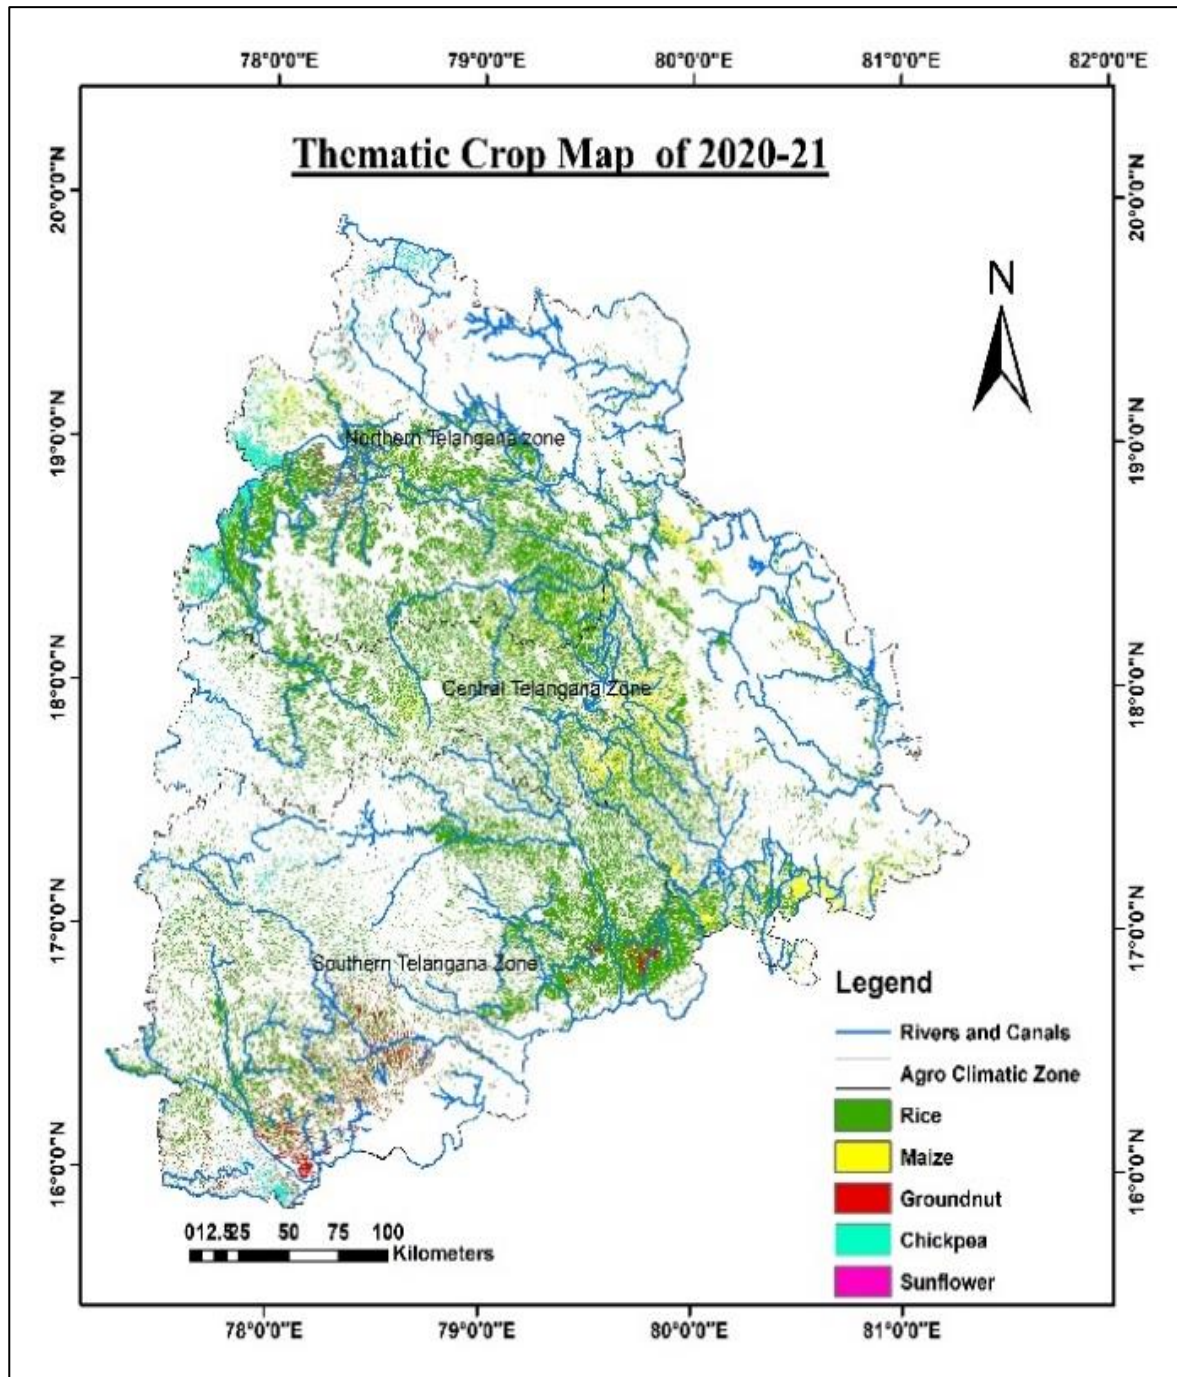 78°0'0"E 79°0'0"E 80°0'0"E 81°0'0"E 82°0'0"E
Thematic Crop Map of 2020-21
20°0'0"N
20°0'0"N
N
19°0'0"N
19°0'0"N
Northern Telangana zone
18°0'0"N
18°0'0"N
Central Telangana Zone
17°0'0"N
17°0'0"N
Southern Telangana Zone
Legend
Rivers and Canals
Agro Climatic Zone
Rice
Maize
Groundnut
Chickpea
Sunflower
16°0'0"N
16°0'0"N
012.525 50 75 100
Kilometers
78°0'0"E 79°0'0"E 80°0'0"E 81°0'0"E